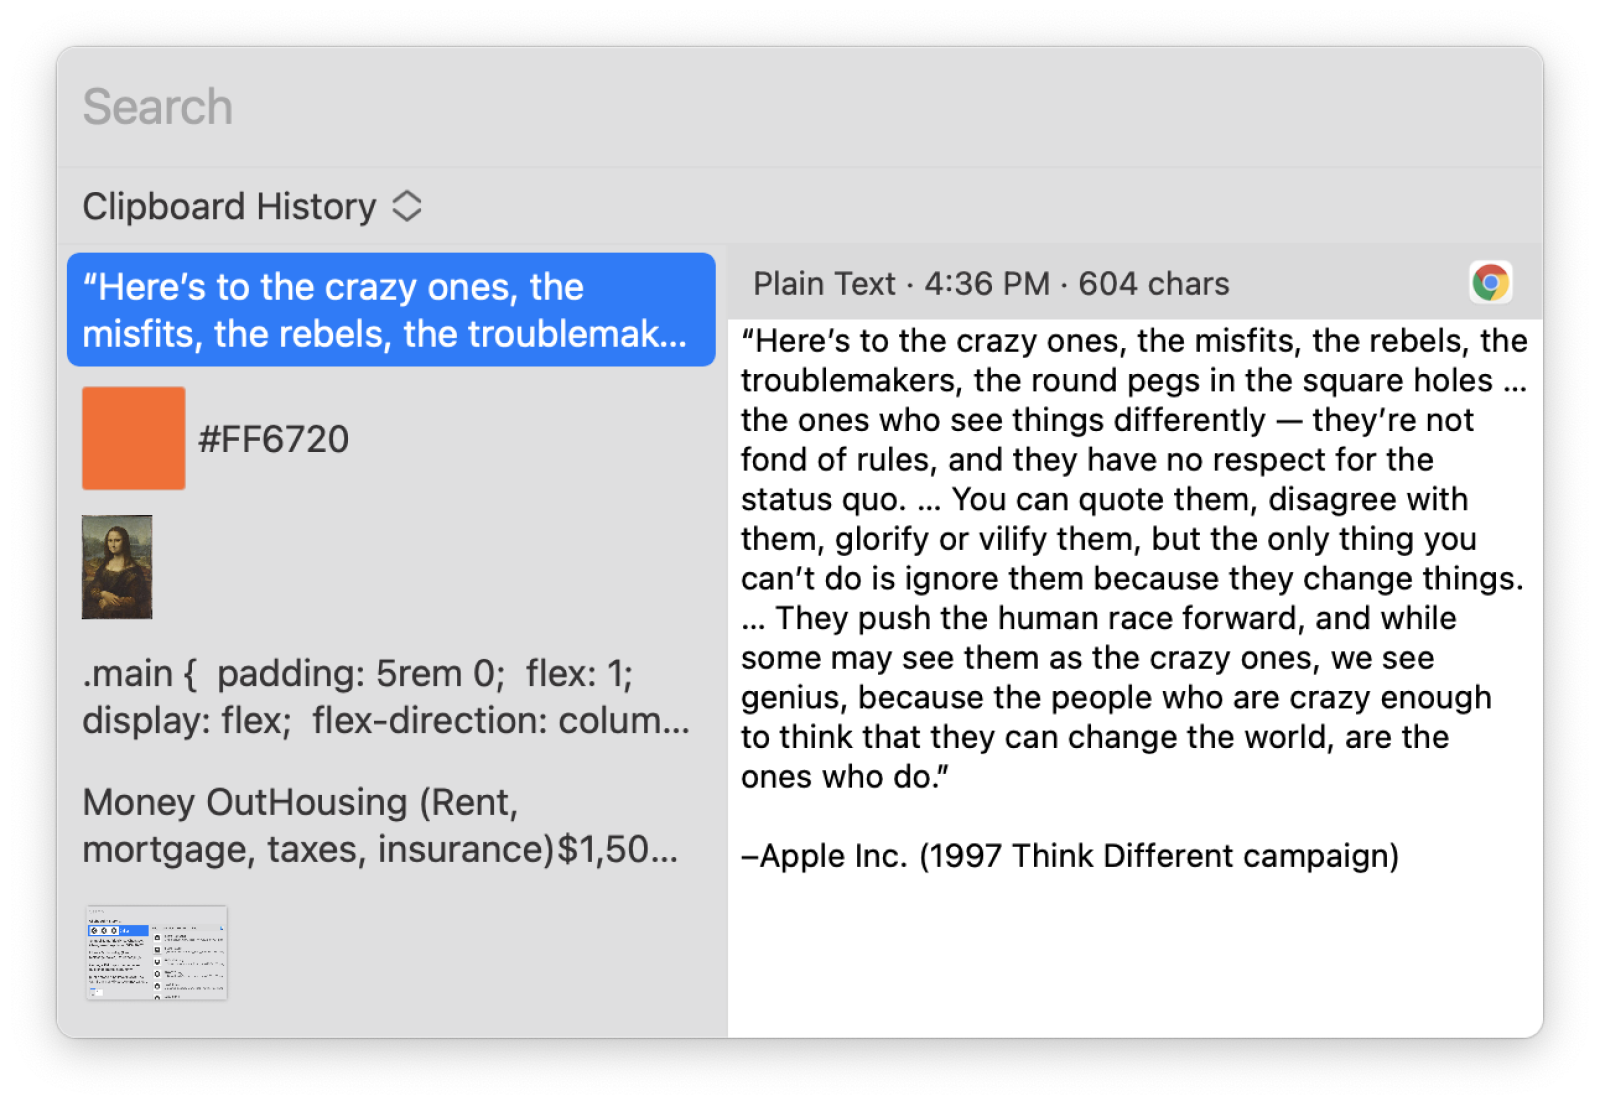 Search
Clipboard History
“Here’s to the crazy ones, the
misfits, the rebels, the troublemak...
#FF6720
.main {  padding: 5rem 0;  flex: 1;
display: flex;  flex-direction: colum...
Money OutHousing (Rent,
mortgage, taxes, insurance)$1,50...
Plain Text · 4:36 PM · 604 chars
“Here’s to the crazy ones, the misfits, the rebels, the
troublemakers, the round pegs in the square holes ...
the ones who see things differently — they’re not
fond of rules, and they have no respect for the
status quo. ... You can quote them, disagree with
them, glorify or vilify them, but the only thing you
can’t do is ignore them because they change things.
... They push the human race forward, and while
some may see them as the crazy ones, we see
genius, because the people who are crazy enough
to think that they can change the world, are the
ones who do.”
–Apple Inc. (1997 Think Different campaign)